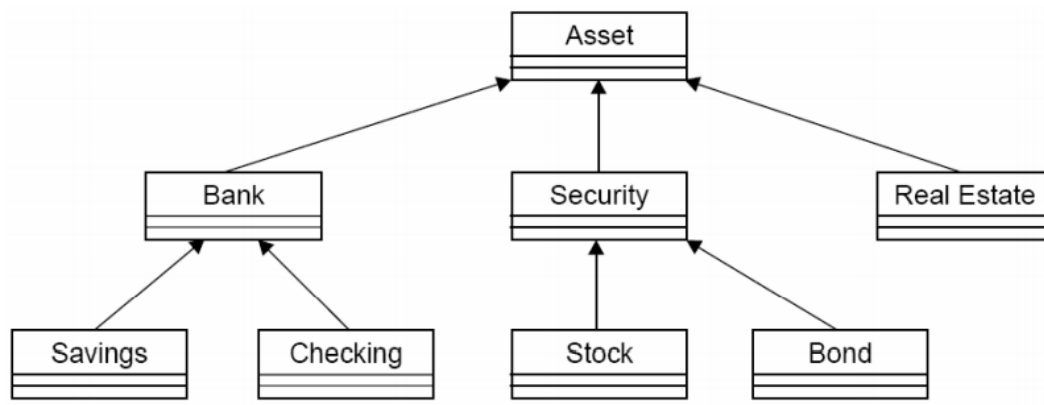 Asset
Bank
Security
Real Estate
Savings
Checking
Stock
Bond